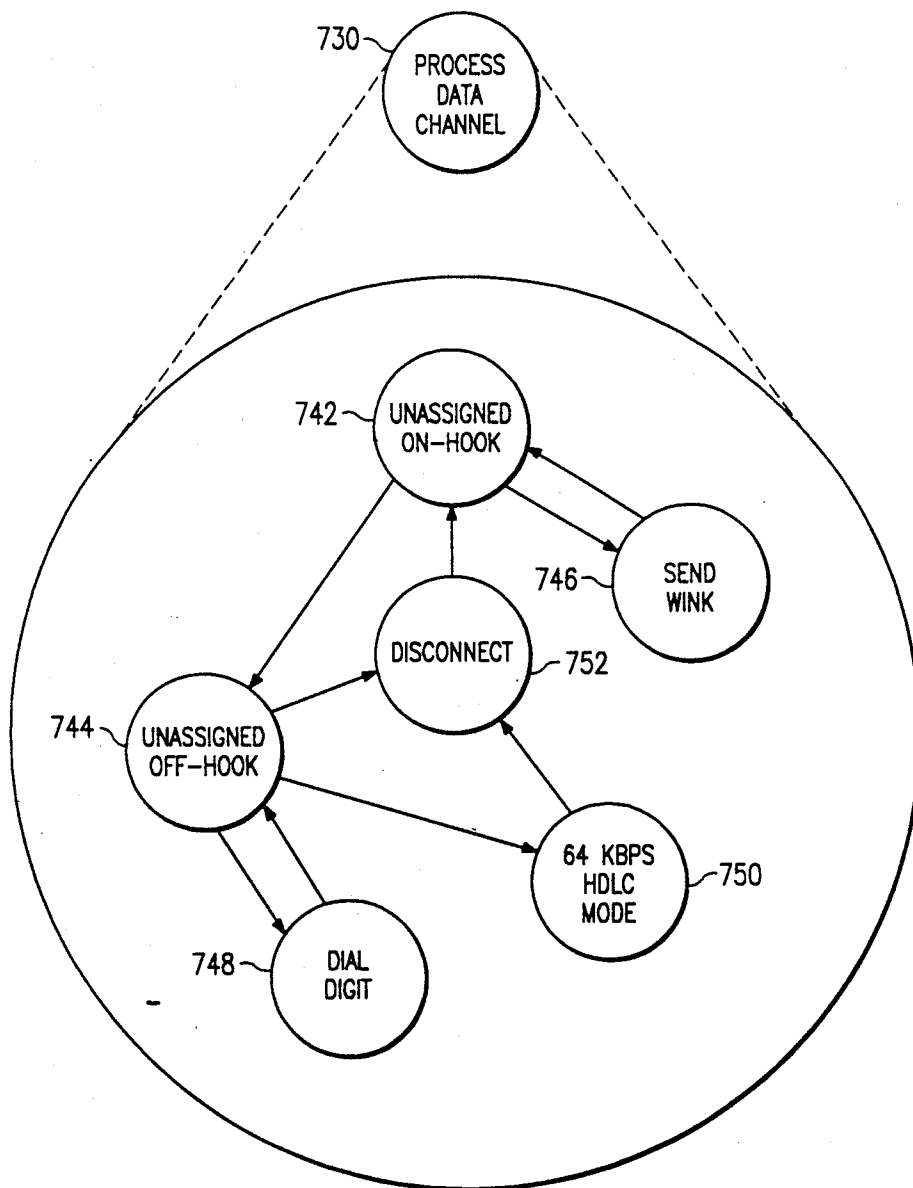 730
PROCESS
DATA
CHANNEL
742
UNASSIGNED
ON-HOOK
746
SEND
WINK
DISCONNECT
752
744
UNASSIGNED
OFF-HOOK
64 KBPS
HDLC
MODE
750
748
DIAL
DIGIT